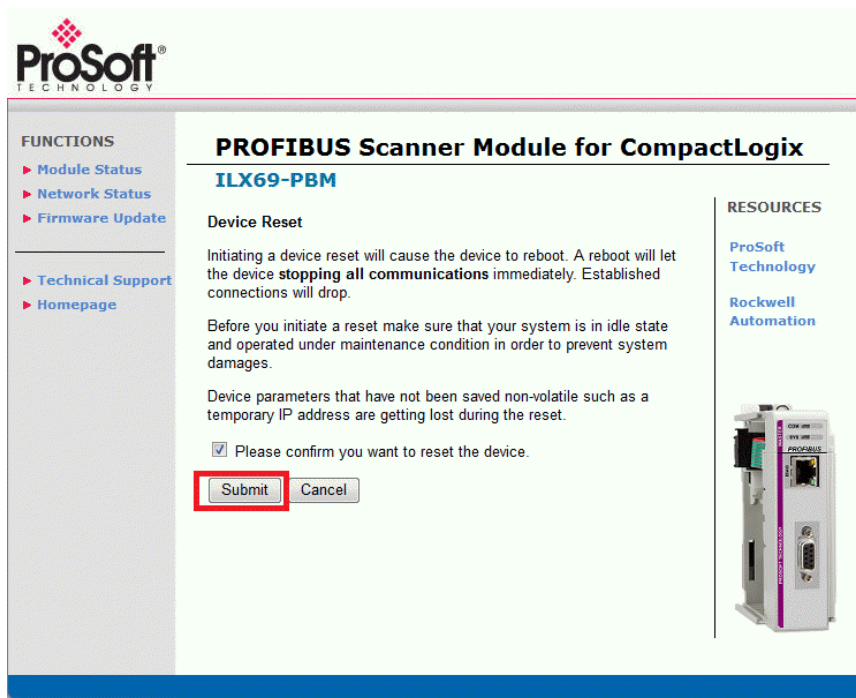 ProSoft®
TECHNOLOGY
FUNCTIONS
Module Status
Network Status
Firmware Update
Technical Support
Homepage
PROFIBUS Scanner Module for CompactLogix
ILX69-PBM
Device Reset
Initiating a device reset will cause the device to reboot. A reboot will let
the device stopping all communications immediately. Established
connections will drop.
Before you initiate a reset make sure that your system is in idle state
and operated under maintenance condition in order to prevent system
damages.
Device parameters that have not been saved non-volatile such as a
temporary IP address are getting lost during the reset.
Please confirm you want to reset the device.
Submit Cancel
RESOURCES
ProSoft
Technology
Rockwell
Automation
COM
SYS
MASTER
PROFIBUS
PROSOFT TECHNOLOGY